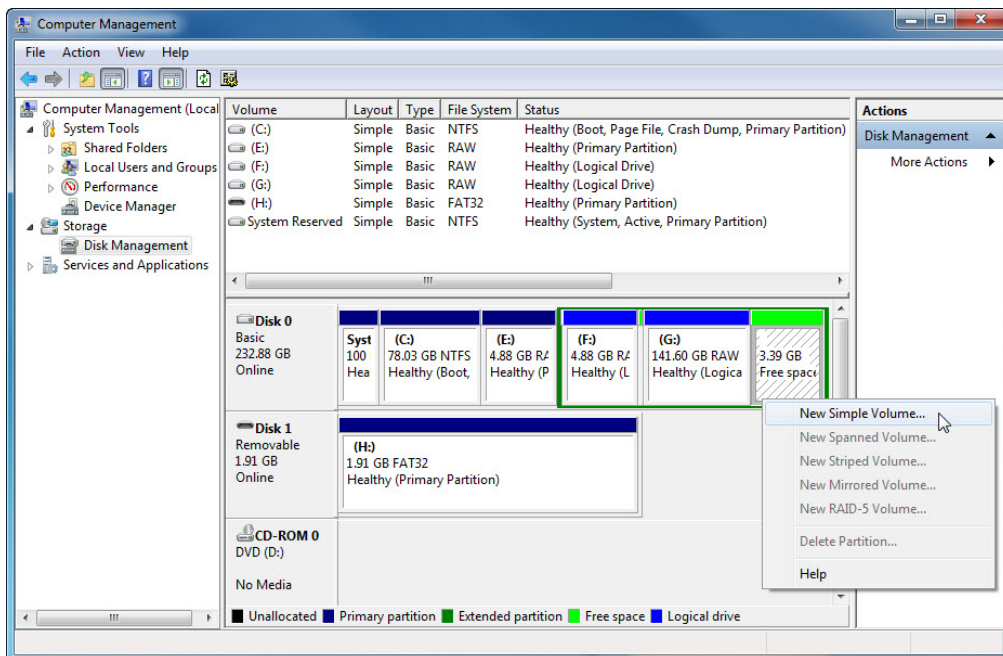 Computer Management
File Action View Help
Computer Management (Local
System Tools
Shared Folders
Local Users and Groups
Performance
Device Manager
Storage
Disk Management
Services and Applications
Volume Layout Type File System Status
(C:) Simple Basic NTFS Healthy (Boot, Page File, Crash Dump, Primary Partition)
(E:) Simple Basic RAW Healthy (Primary Partition)
(F:) Simple Basic RAW Healthy (Logical Drive)
(G:) Simple Basic RAW Healthy (Logical Drive)
(H:) Simple Basic FAT32 Healthy (Primary Partition)
System Reserved Simple Basic NTFS Healthy (System, Active, Primary Partition)
Actions
Disk Management
More Actions
Disk 0
Basic
232.88 GB
Online
Syst
100
Hea
(C:)
78.03 GB NTFS
Healthy (Boot,
(E:)
4.88 GB RA
Healthy (P
(F:)
4.88 GB RA
Healthy (L
(G:)
141.60 GB RAW
Healthy (Logica
3.39 GB
Free space
Disk 1
Removable
1.91 GB
Online
(H:)
1.91 GB FAT32
Healthy (Primary Partition)
CD-ROM 0
DVD (D:)
No Media
New Simple Volume...
New Spanned Volume...
New Striped Volume...
New Mirrored Volume...
New RAID-5 Volume...
Delete Partition...
Help
Unallocated Primary partition Extended partition Free space Logical drive